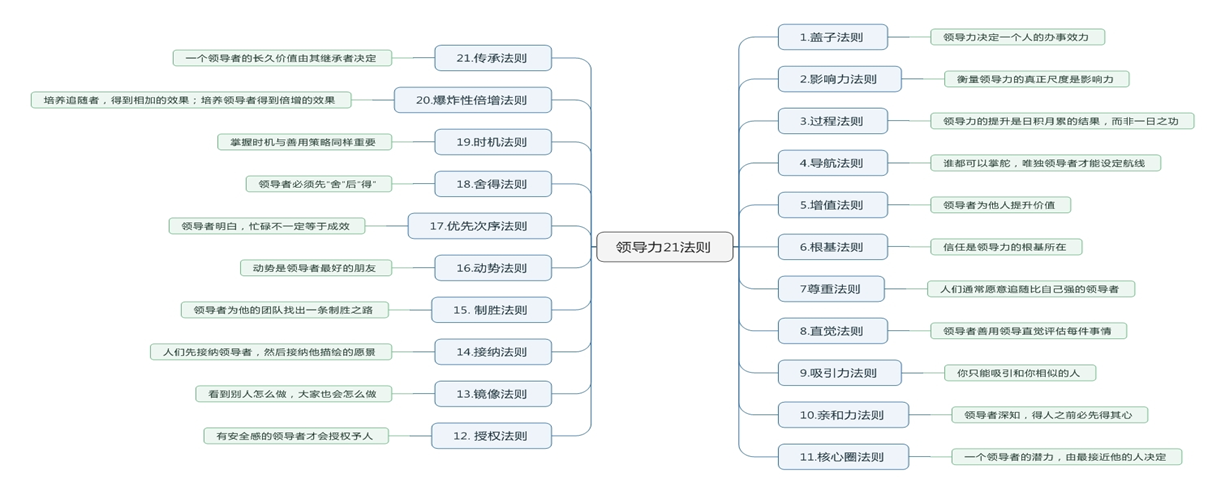 领导力21法则
1.盖子法则
领导力决定一个人的办事效力
2.影响力法则
衡量领导力的真正尺度是影响力
3.过程法则
领导力的提升是日积月累的结果，而非一日之功
4.导航法则
谁都可以掌舵，唯独领导者才能设定航线
5.增值法则
领导者为他人提升价值
6.根基法则
信任是领导力的根基所在
7尊重法则
人们通常愿意追随比自己强的领导者
8.直觉法则
领导者善用领导直觉评估每件事情
9.吸引力法则
你只能吸引和你相似的人
10.亲和力法则
领导者深知，得人之前必先得其心
11.核心圈法则
一个领导者的潜力，由最接近他的人决定
12. 授权法则
有安全感的领导者才会授权予人
13.镜像法则
看到别人怎么做，大家也会怎么做
14.接纳法则
人们先接纳领导者，然后接纳他描绘的愿景
15. 制胜法则
领导者为他的团队找出一条制胜之路
16.动势法则
动势是领导者最好的朋友
17.优先次序法则
领导者明白，忙碌不一定等于成效
18.舍得法则
领导者必须先“舍”后“得”
19.时机法则
掌握时机与善用策略同样重要
20.爆炸性倍增法则
培养追随者，得到相加的效果；培养领导者得到倍增的效果
21.传承法则
一个领导者的长久价值由其继承者决定